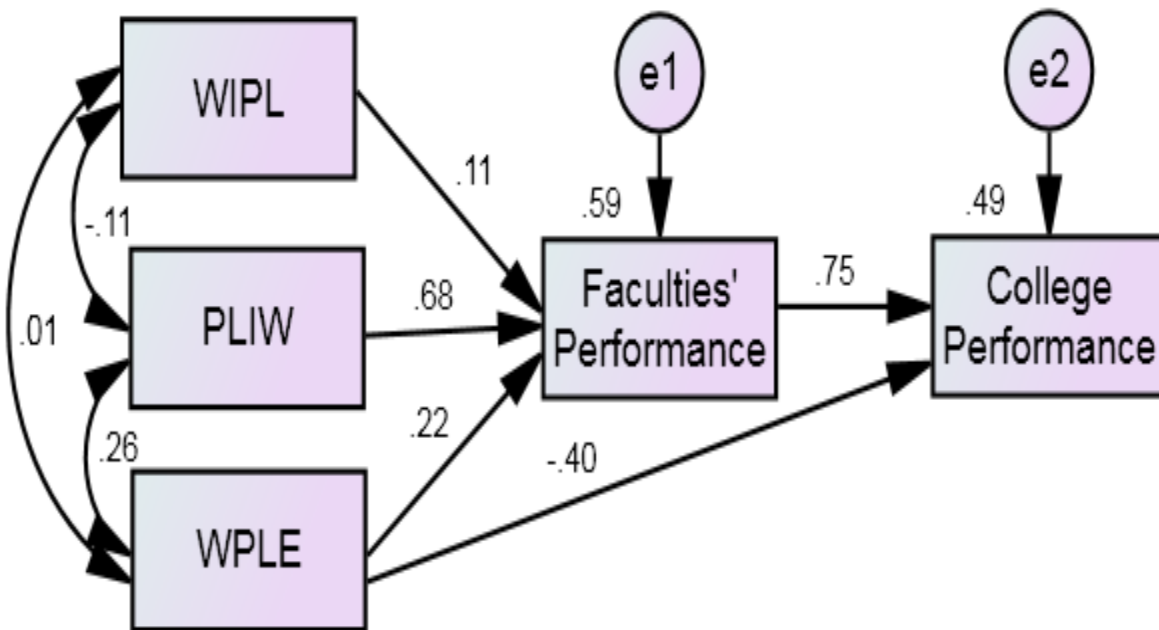 WIPL
e1
e2
.11
.59
.49
-.11
PLIW
.68
Faculties'
Performance
.75
College
Performance
.01
.26
.22
-.40
WPLE